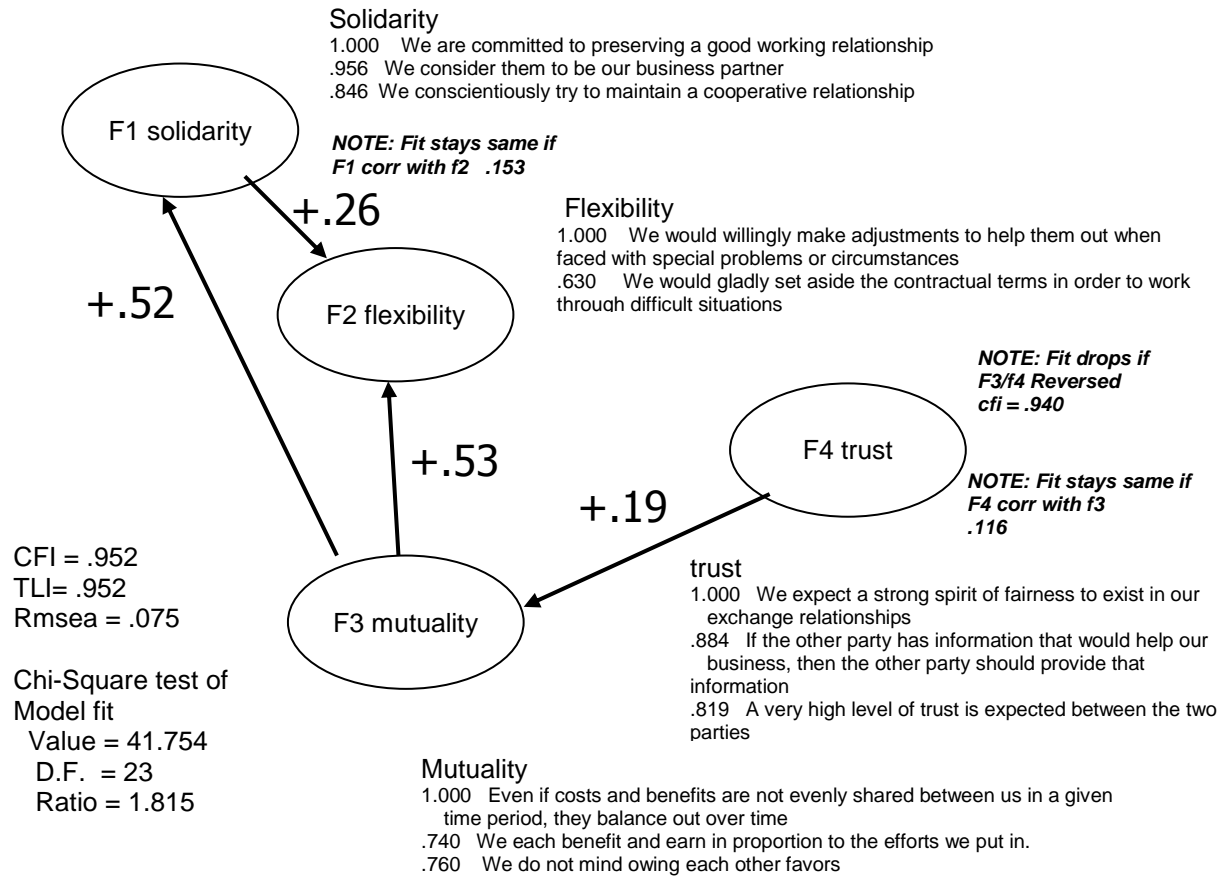 Solidarity
1.000 We are committed to preserving a good working relationship
.956 We consider them to be our business partner
.846 We conscientiously try to maintain a cooperative relationship
F1 solidarity
NOTE: Fit stays same if
F1 corr with f2 .153
+.26
Flexibility
1.000 We would willingly make adjustments to help them out when
faced with special problems or circumstances
.630 We would gladly set aside the contractual terms in order to work
through difficult situations
+.52
F2 flexibility
NOTE: Fit drops if
F3/f4 Reversed
cfi = .940
F4 trust
+.53
NOTE: Fit stays same if
F4 corr with f3
.116
+.19
CFI = .952
TLI= .952
Rmsea = .075
F3 mutuality
trust
1.000 We expect a strong spirit of fairness to exist in our
exchange relationships
.884 If the other party has information that would help our
business, then the other party should provide that
information
.819 A very high level of trust is expected between the two
parties
Chi-Square test of
Model fit
Value = 41.754
D.F. = 23
Ratio = 1.815
Mutuality
1.000 Even if costs and benefits are not evenly shared between us in a given
time period, they balance out over time
.740 We each benefit and earn in proportion to the efforts we put in.
.760 We do not mind owing each other favors